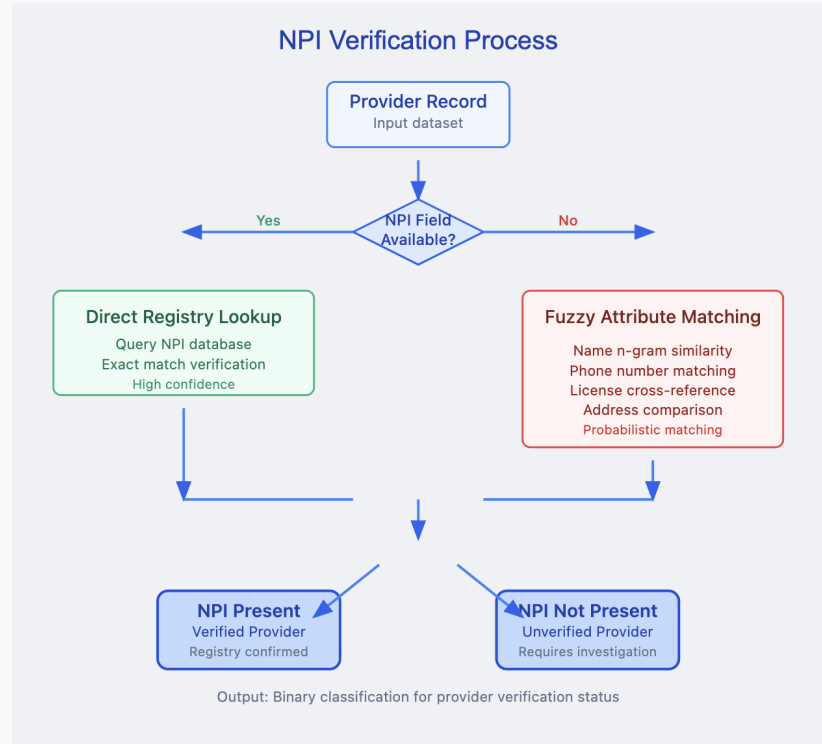 NPI Verification Process
Provider Record
Input dataset
NPI Field
Available?
Yes
No
Direct Registry Lookup
Query NPI database
Exact match verification
High confidence
Fuzzy Attribute Matching
Name n-gram similarity
Phone number matching
License cross-reference
Address comparison
Probabilistic matching
NPI Present
Verified Provider
Registry confirmed
NPI Not Present
Unverified Provider
Requires investigation
Output: Binary classification for provider verification status